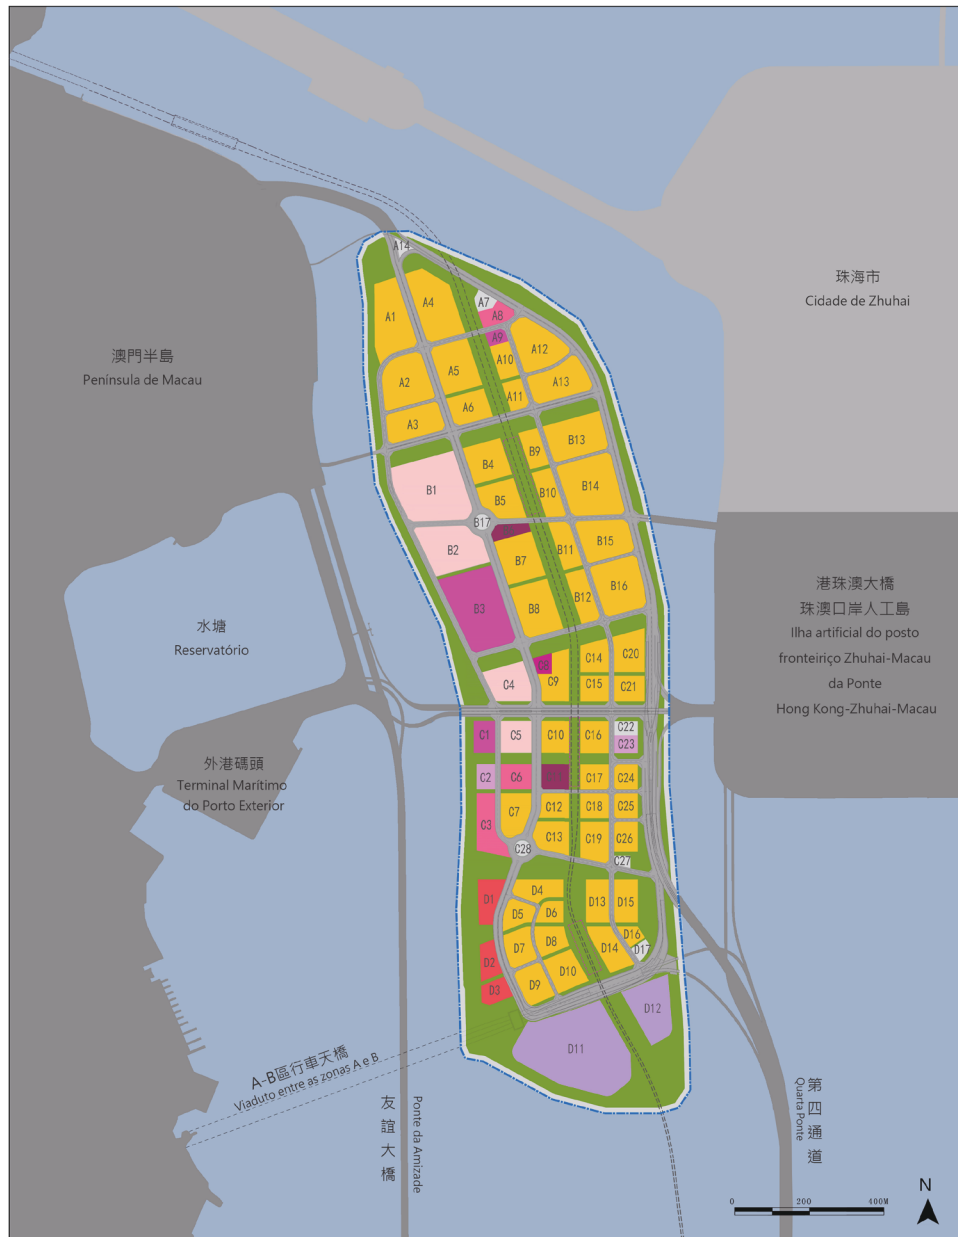 珠海市
Cidade de Zhuhai
澳門半島
Península de Macau
港珠澳大橋
珠澳口岸人工島
Ilha artificial do posto
fronteiriço Zhuhai-Macau
da Ponte
Hong Kong-Zhuhai-Macau
水塘
Reservatório
外港碼頭
Terminal Marítimo
do Porto Exterior
A14
A7
A8
A4
A1
A9
A12
A10
A5
A2
A13
A11
A6
A3
B13
B9
B4
B1
B14
B10
B5
B17
B15
B2
B11
B7
B16
B12
B3
B8
C20
C14
C8
C9
C4
C15
C21
C22
C1
C5
C10
C16
C23
C2
C6
C17
C24
C12
C18
C25
C7
C3
C13
C19
C26
C28
C27
D4
D1
D13
D15
D5
D6
D16
D7
D8
D14
D17
D2
D10
D9
D3
D12
D11
A-B區行車天橋
Viaduto entre as zonas A e B
友誼大橋
Ponte da Amizade
第四通道
Quarta Ponte
N
0 200 400M